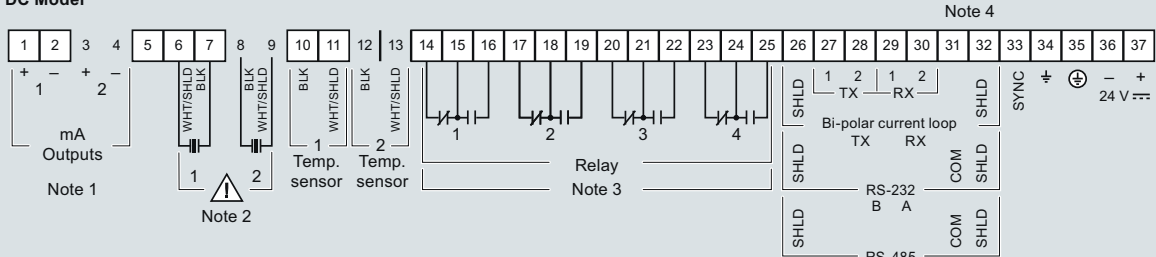 DC Model
Note 4
1 2 3 4 5 6 7 8 9 10 11 12 13 14 15 16 17 18 19 20 21 22 23 24 25 26 27 28 29 30 31 32 33 34 35 36 37
+ – + –
1 2
mA
Outputs
Note 1
WHT/SHLD
BLK
BLK
WHT/SHLD
1 2
Note 2
BLK
WHT/SHLD
1
Temp.
sensor
BLK
WHT/SHLD
2
Temp.
sensor
1 2 3 4
Relay
Note 3
SHLD
1 2 1 2
TX RX
SHLD
Bi-polar current loop
SYNC
– +
24 V
TX RX
SHLD
COM
SHLD
RS-232
B A
SHLD
COM
SHLD
RS-485